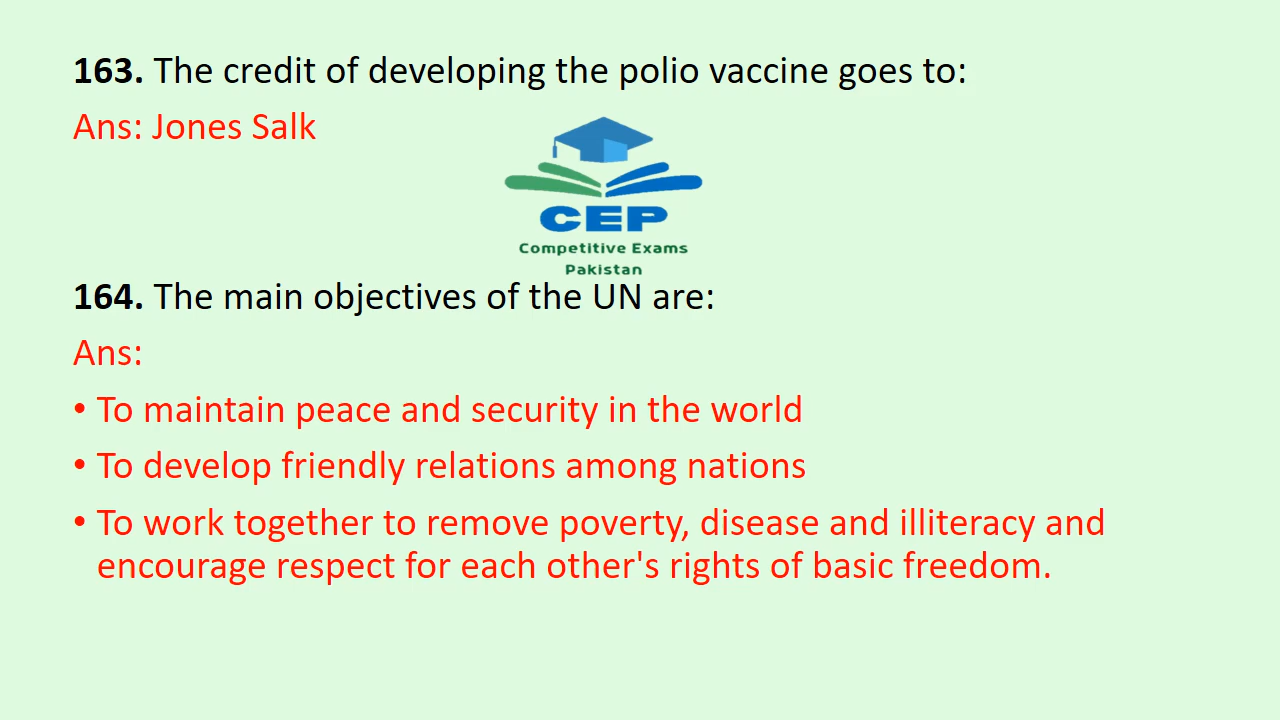 163. The credit of developing the polio vaccine goes to:
Ans: Jones Salk
CEP
Competitive Exams
Pakistan
164. The main objectives of the UN are:
Ans:
• To maintain peace and security in the world
• To develop friendly relations among nations
• To work together to remove poverty, disease and illiteracy and
encourage respect for each other's rights of basic freedom.